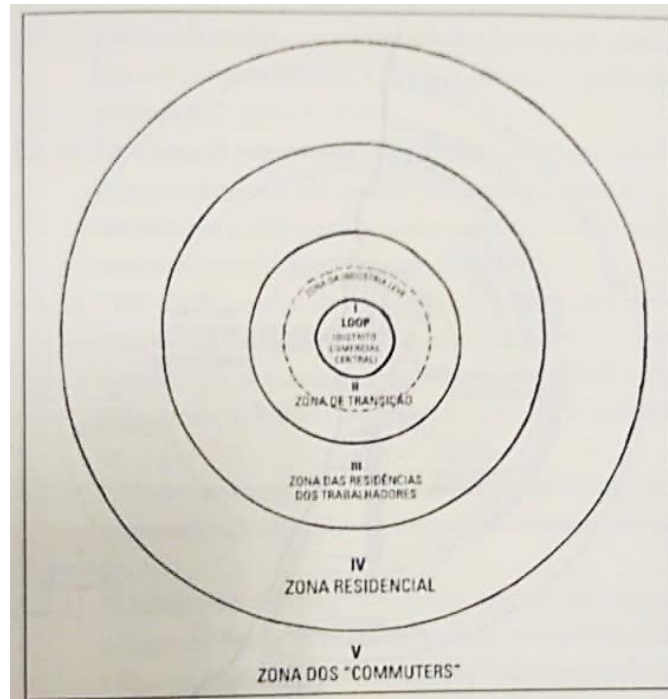 ZONA DA INDÚSTRIA LEVE
I
LOOP
(DISTRITO
COMERCIAL
CENTRAL)
II
ZONA DE TRANSIÇÃO
III
ZONA DAS RESIDÊNCIAS
DOS TRABALHADORES
IV
ZONA RESIDENCIAL
V
ZONA DOS "COMMUTERS"